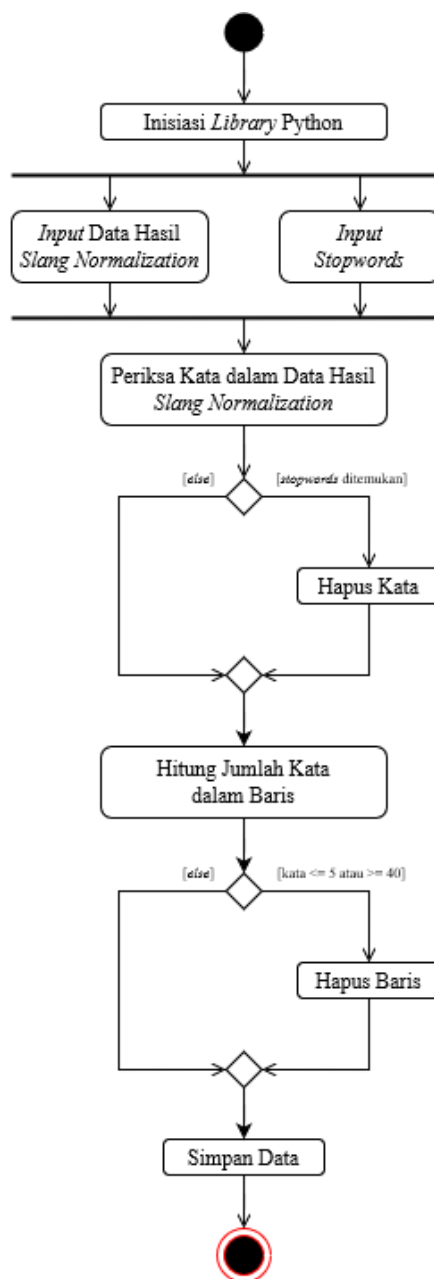 Inisiasi Library Python
Input Data Hasil
Slang Normalization
Input
Stopwords
Periksa Kata dalam Data Hasil
Slang Normalization
[else]
[stopwords ditemukan]
Hapus Kata
Hitung Jumlah Kata
dalam Baris
[else]
[kata <= 5 atau >= 40]
Hapus Baris
Simpan Data